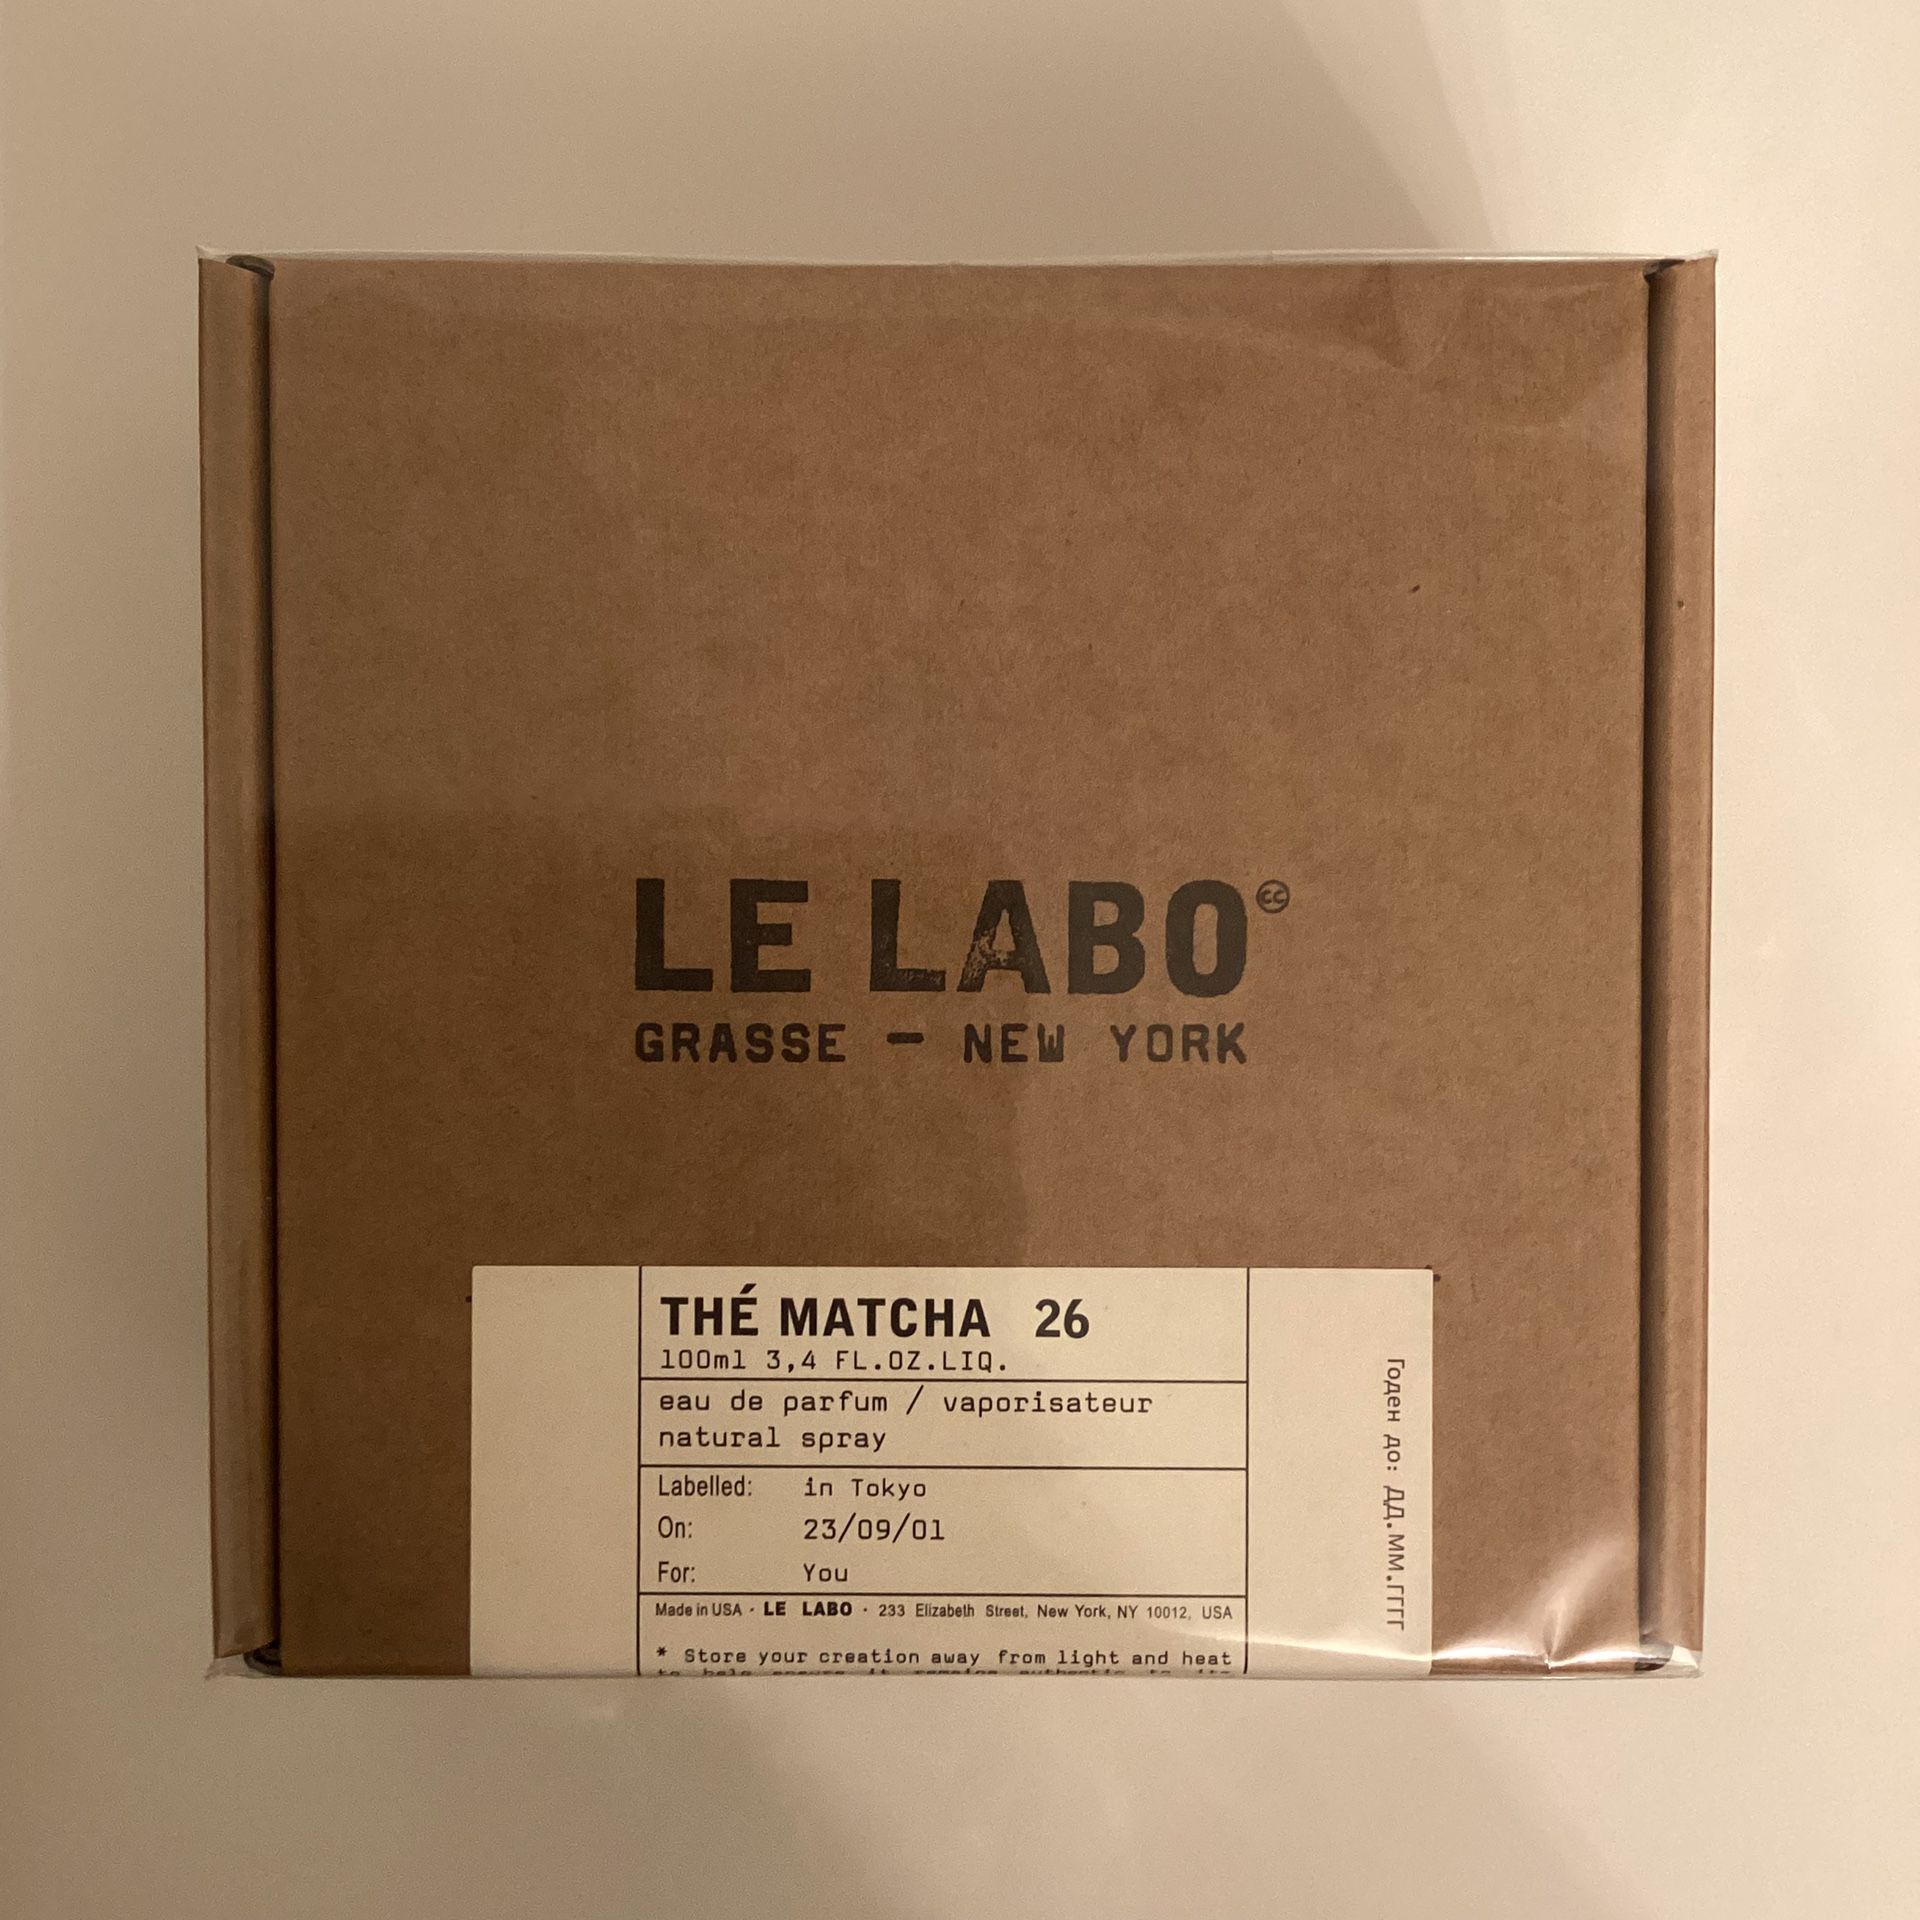 LE LABO
GRASSE — NEW YORK
THÉ MATCHA 26
100ml 3,4 FL.OZ.LIQ.
eau de parfum / vaporisateur
natural spray
Labelled: in Tokyo
On: 23/09/01
For: You
Made in USA · LE LABO · 233 Elizabeth Street, New York, NY 10012, USA
* Store your creation away from light and heat
Годен до: ДД.ММ.ГГГГ